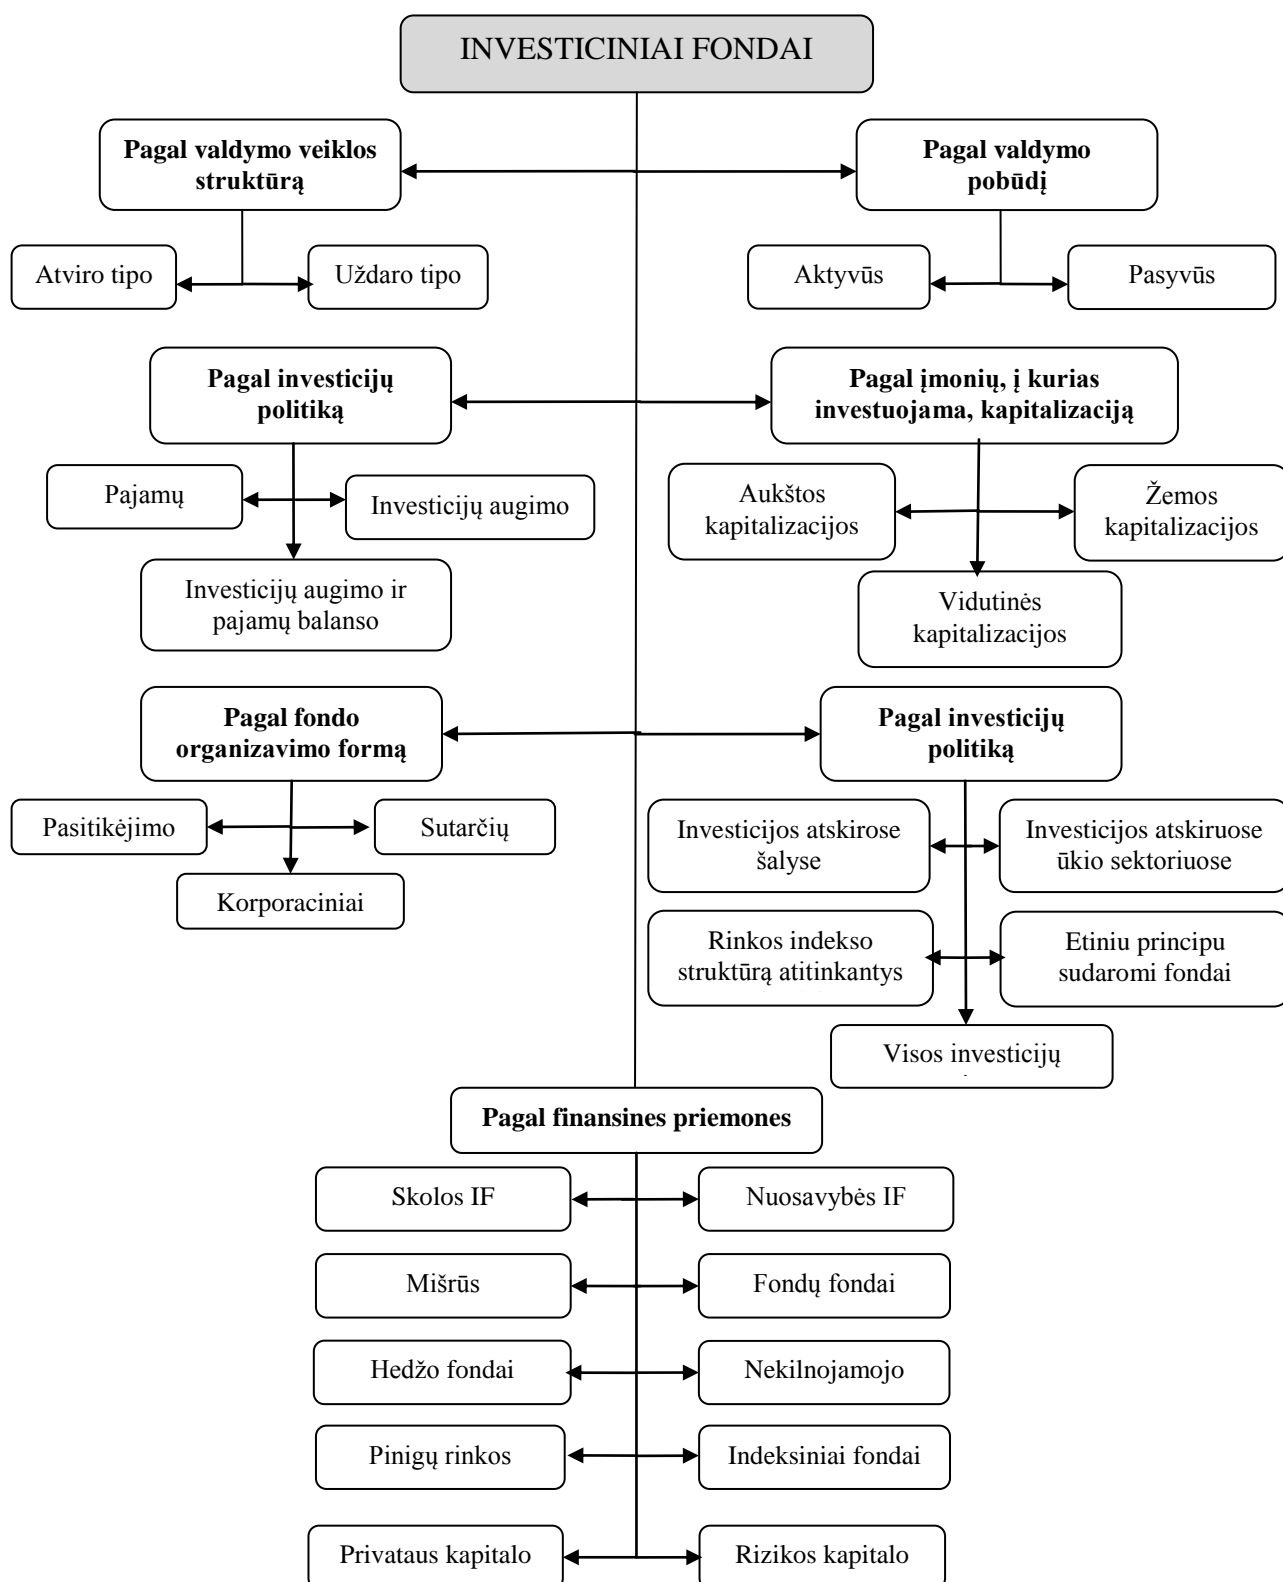 INVESTICINIAI FONDAI
Pagal valdymo veiklos
struktūrą
Pagal valdymo
pobūdį
Atviro tipo
Uždaro tipo
Aktyvūs
Pasyvūs
Pagal investicijų
politiką
Pagal įmonių, į kurias
investuojama, kapitalizaciją
Pajamų
Investicijų augimo
Aukštos
kapitalizacijos
Žemos
kapitalizacijos
Investicijų augimo ir
pajamų balanso
Vidutinės
kapitalizacijos
Pagal fondo
organizavimo formą
Pagal investicijų
politiką
Pasitikėjimo
Sutarčių
Korporaciniai
Investicijos atskirose
šalyse
Investicijos atskiruose
ūkio sektoriuose
Rinkos indekso
struktūrą atitinkantys
Etiniu principu
sudaromi fondai
Visos investicijų
Pagal finansines priemones
Skolos IF
Nuosavybės IF
Mišrūs
Fondų fondai
Hedžo fondai
Nekilnojamojo
Pinigų rinkos
Indeksiniai fondai
Privataus kapitalo
Rizikos kapitalo